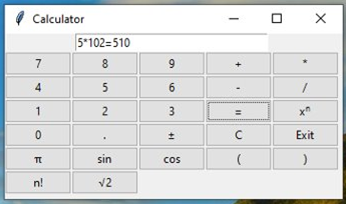 Calculator
5*102=510
7 8 9 + *
4 5 6 - /
1 2 3 = xⁿ
0 . ± C Exit
π sin cos ( )
n! √2